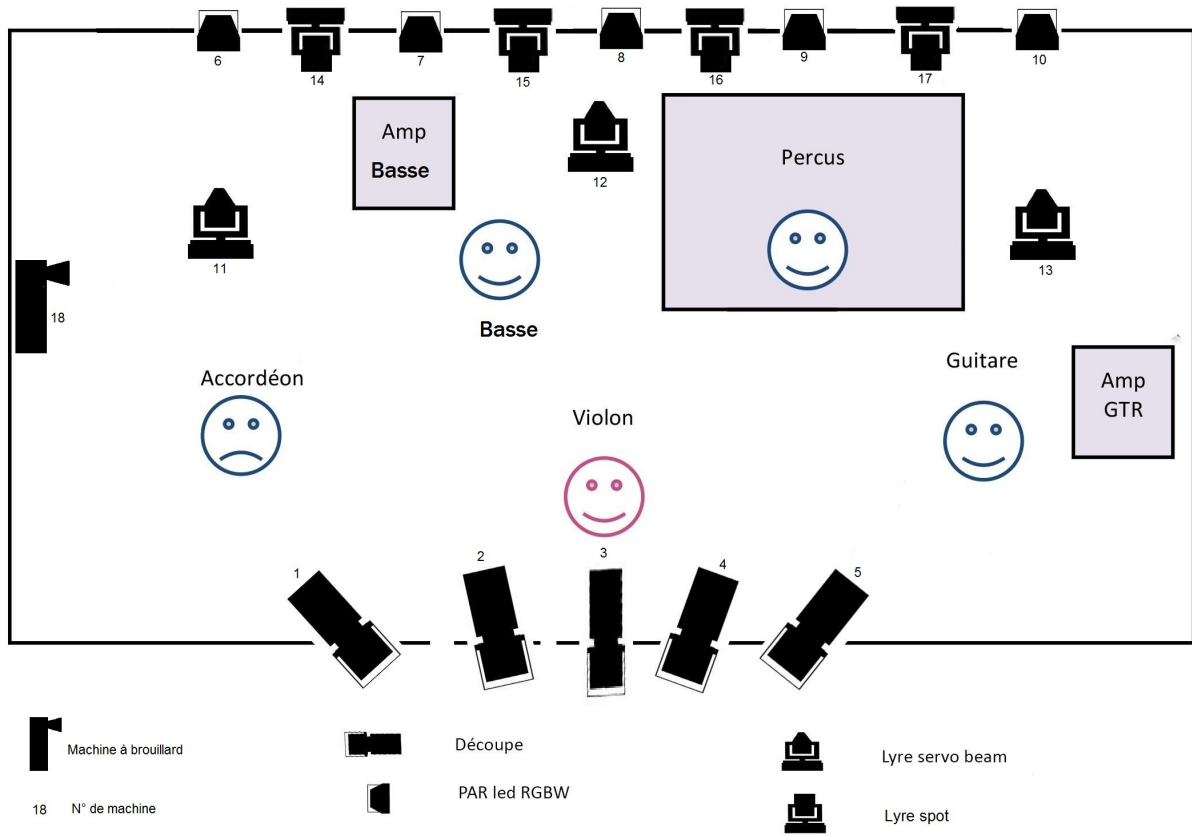 6
14
7
15
8
16
9
17
10
Amp
Basse
12
Percus
11
13
18
Basse
Accordéon
Violon
Guitare
Amp
GTR
1
2
3
4
5
Machine à brouillard
Découpe
Lyre servo beam
18 N° de machine
PAR led RGBW
Lyre spot